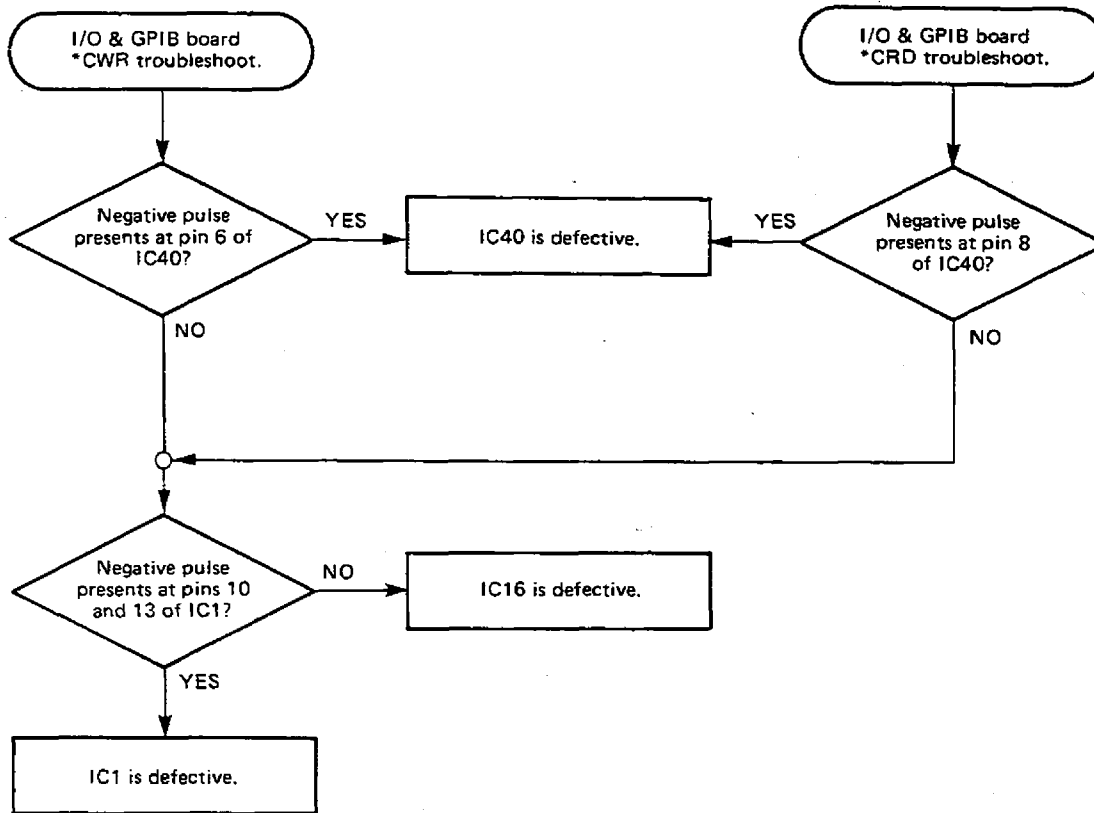 I/O & GPIB board
*CWR troubleshoot.
I/O & GPIB board
*CRD troubleshoot.
Negative pulse
presents at pin 6 of
IC40?
YES
IC40 is defective.
YES
Negative pulse
presents at pin 8
of IC40?
NO
NO
Negative pulse
presents at pins 10
and 13 of IC1?
NO
IC16 is defective.
YES
IC1 is defective.